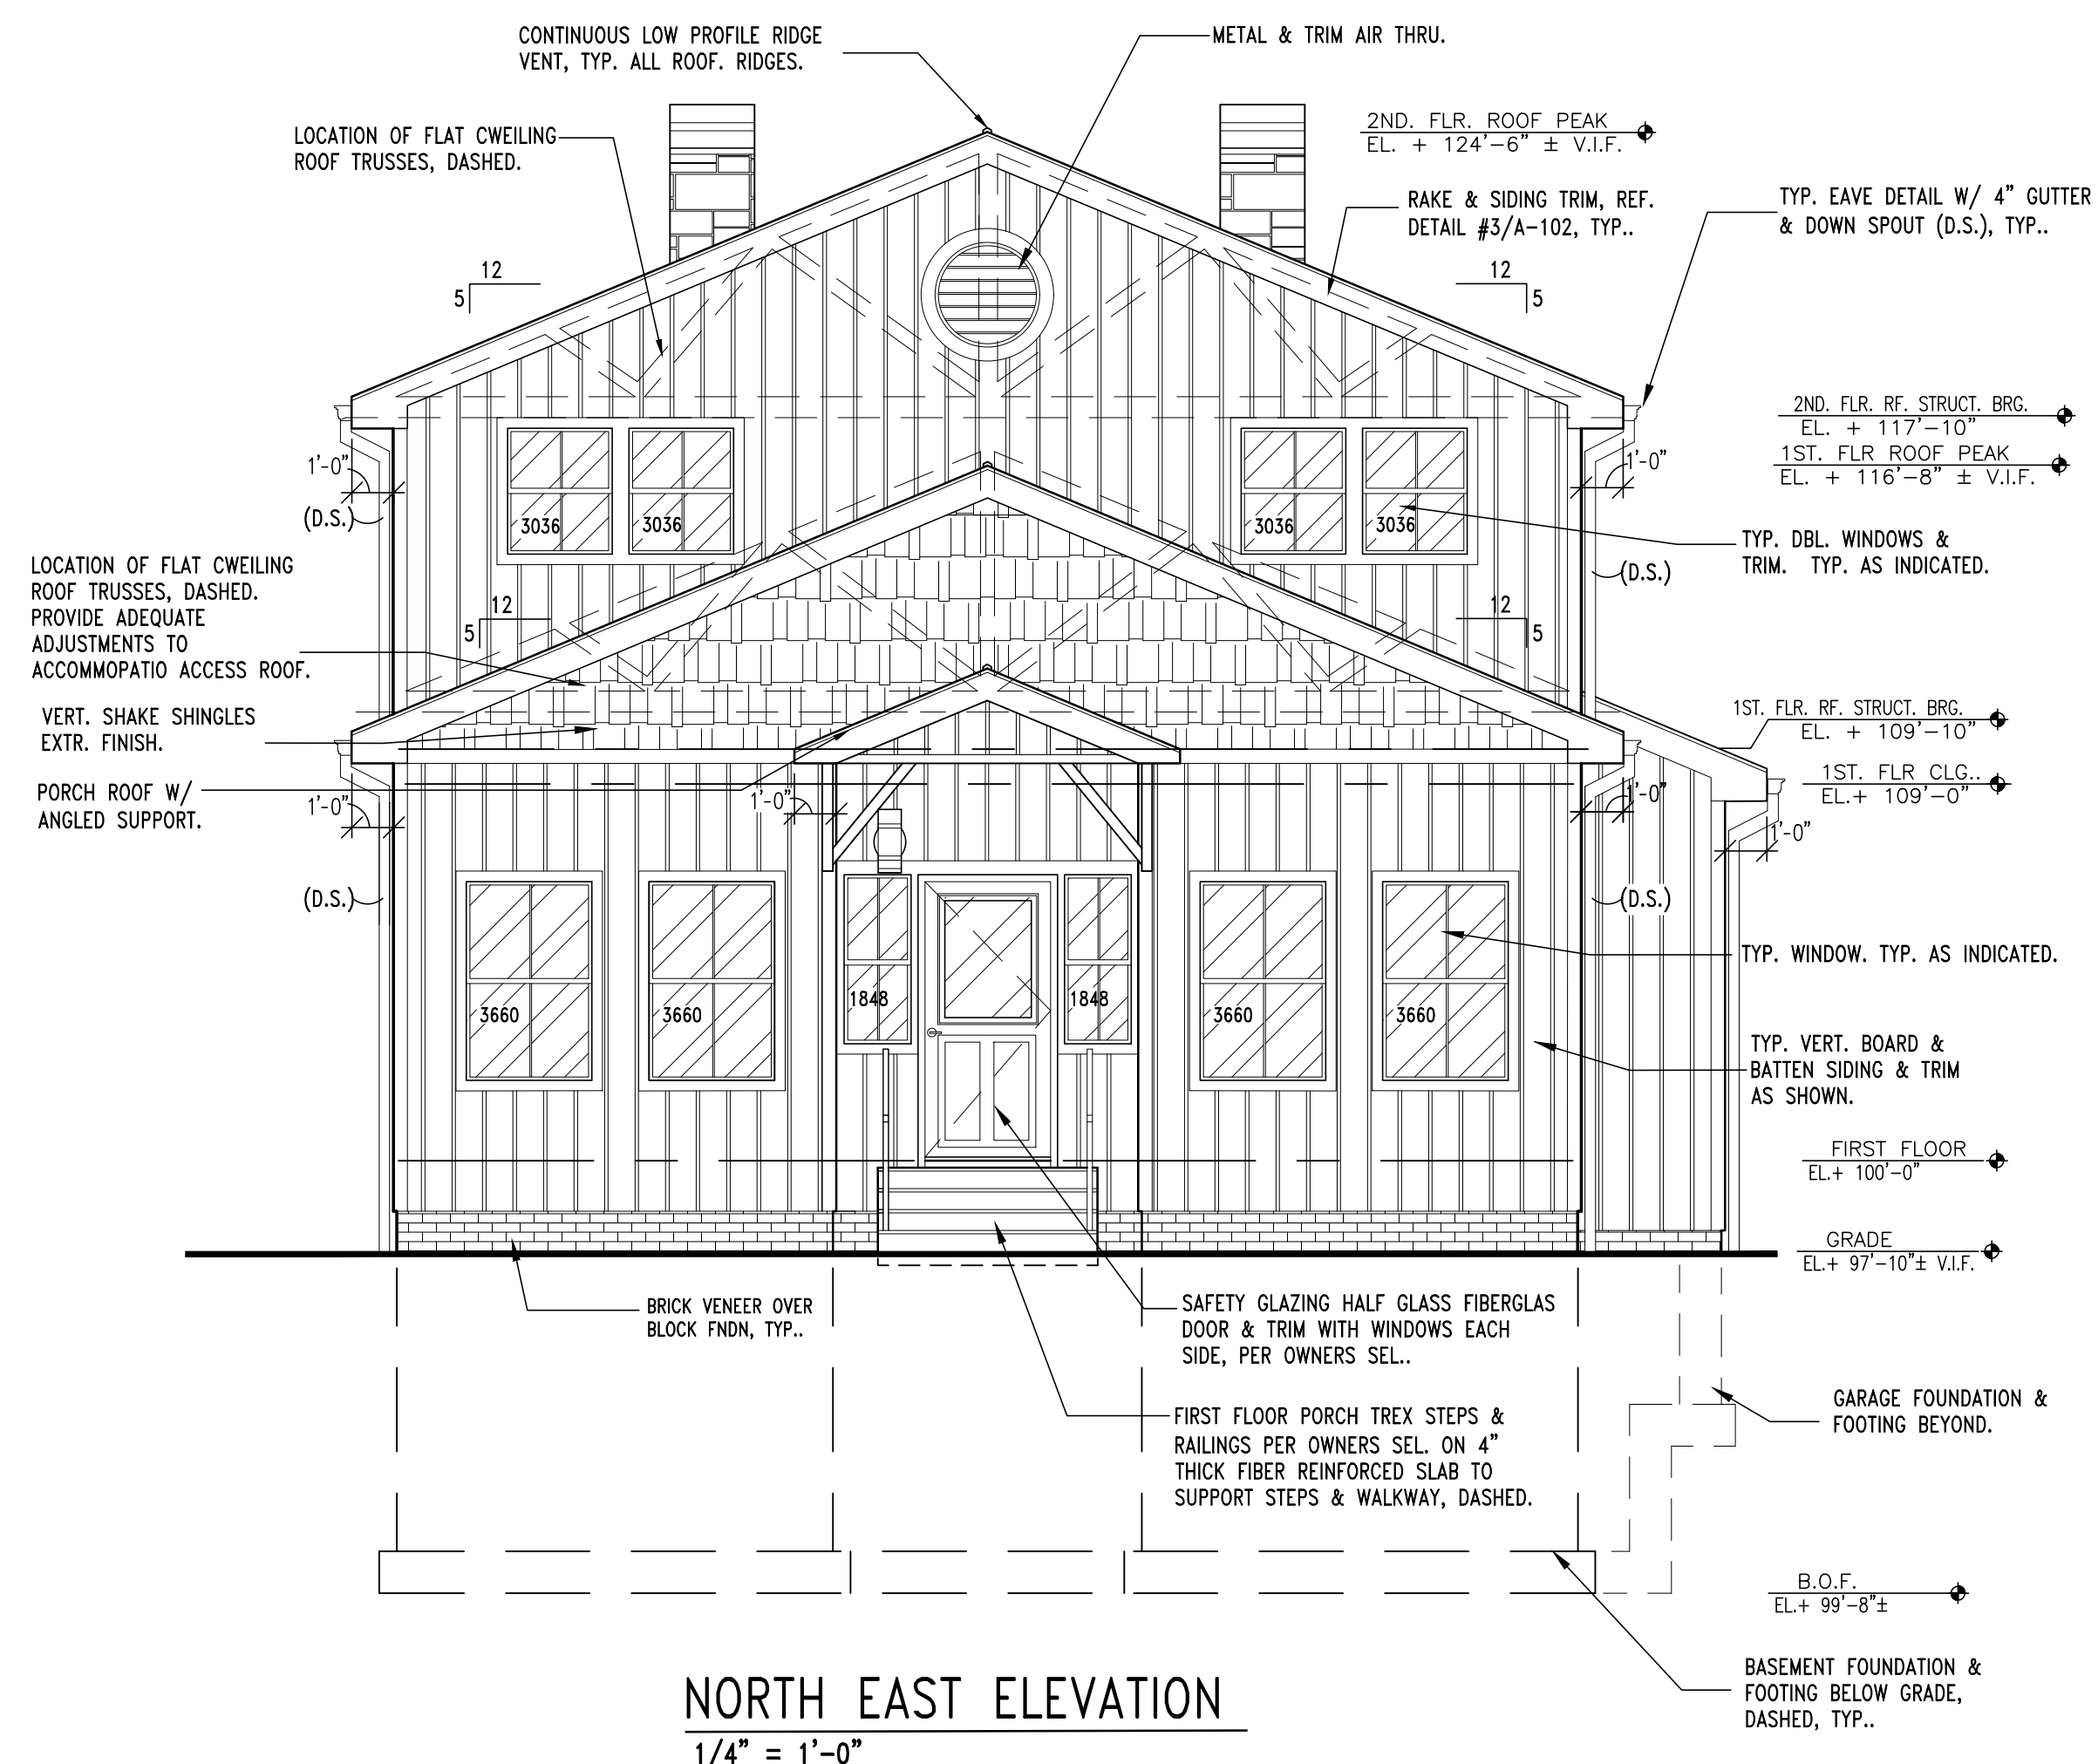 CONTINUOUS LOW PROFILE RIDGE
VENT, TYP. ALL ROOF. RIDGES.
METAL & TRIM AIR THRU.
LOCATION OF FLAT CWEILING
ROOF TRUSSES, DASHED.
2ND. FLR. ROOF PEAK
EL. + 124'-6" ± V.I.F.
RAKE & SIDING TRIM, REF.
DETAIL #3/A-102, TYP..
TYP. EAVE DETAIL W/ 4" GUTTER
& DOWN SPOUT (D.S.), TYP..
12
5
12
5
2ND. FLR. RF. STRUCT. BRG.
EL. + 117'-10"
1ST. FLR ROOF PEAK
EL. + 116'-8" ± V.I.F.
1'-0"
1'-0"
(D.S.)
3036
3036
3036
3036
TYP. DBL. WINDOWS &
TRIM. TYP. AS INDICATED.
(D.S.)
LOCATION OF FLAT CWEILING
ROOF TRUSSES, DASHED.
PROVIDE ADEQUATE
ADJUSTMENTS TO
ACCOMMOPATIO ACCESS ROOF.
12
5
12
5
VERT. SHAKE SHINGLES
EXTR. FINISH.
1ST. FLR. RF. STRUCT. BRG.
EL. + 109'-10"
1ST. FLR CLG..
EL.+ 109'-0"
PORCH ROOF W/
ANGLED SUPPORT.
1'-0"
1'-0"
1'-0"
1'-0"
(D.S.)
(D.S.)
TYP. WINDOW. TYP. AS INDICATED.
3660
3660
1848
1848
3660
3660
TYP. VERT. BOARD &
BATTEN SIDING & TRIM
AS SHOWN.
FIRST FLOOR
EL.+ 100'-0"
GRADE
EL.+ 97'-10"± V.I.F.
BRICK VENEER OVER
BLOCK FNDN, TYP..
SAFETY GLAZING HALF GLASS FIBERGLAS
DOOR & TRIM WITH WINDOWS EACH
SIDE, PER OWNERS SEL..
FIRST FLOOR PORCH TREX STEPS &
RAILINGS PER OWNERS SEL. ON 4"
THICK FIBER REINFORCED SLAB TO
SUPPORT STEPS & WALKWAY, DASHED.
GARAGE FOUNDATION &
FOOTING BEYOND.
B.O.F.
EL.+ 99'-8"±
BASEMENT FOUNDATION &
FOOTING BELOW GRADE,
DASHED, TYP..
NORTH EAST ELEVATION
1/4" = 1'-0"